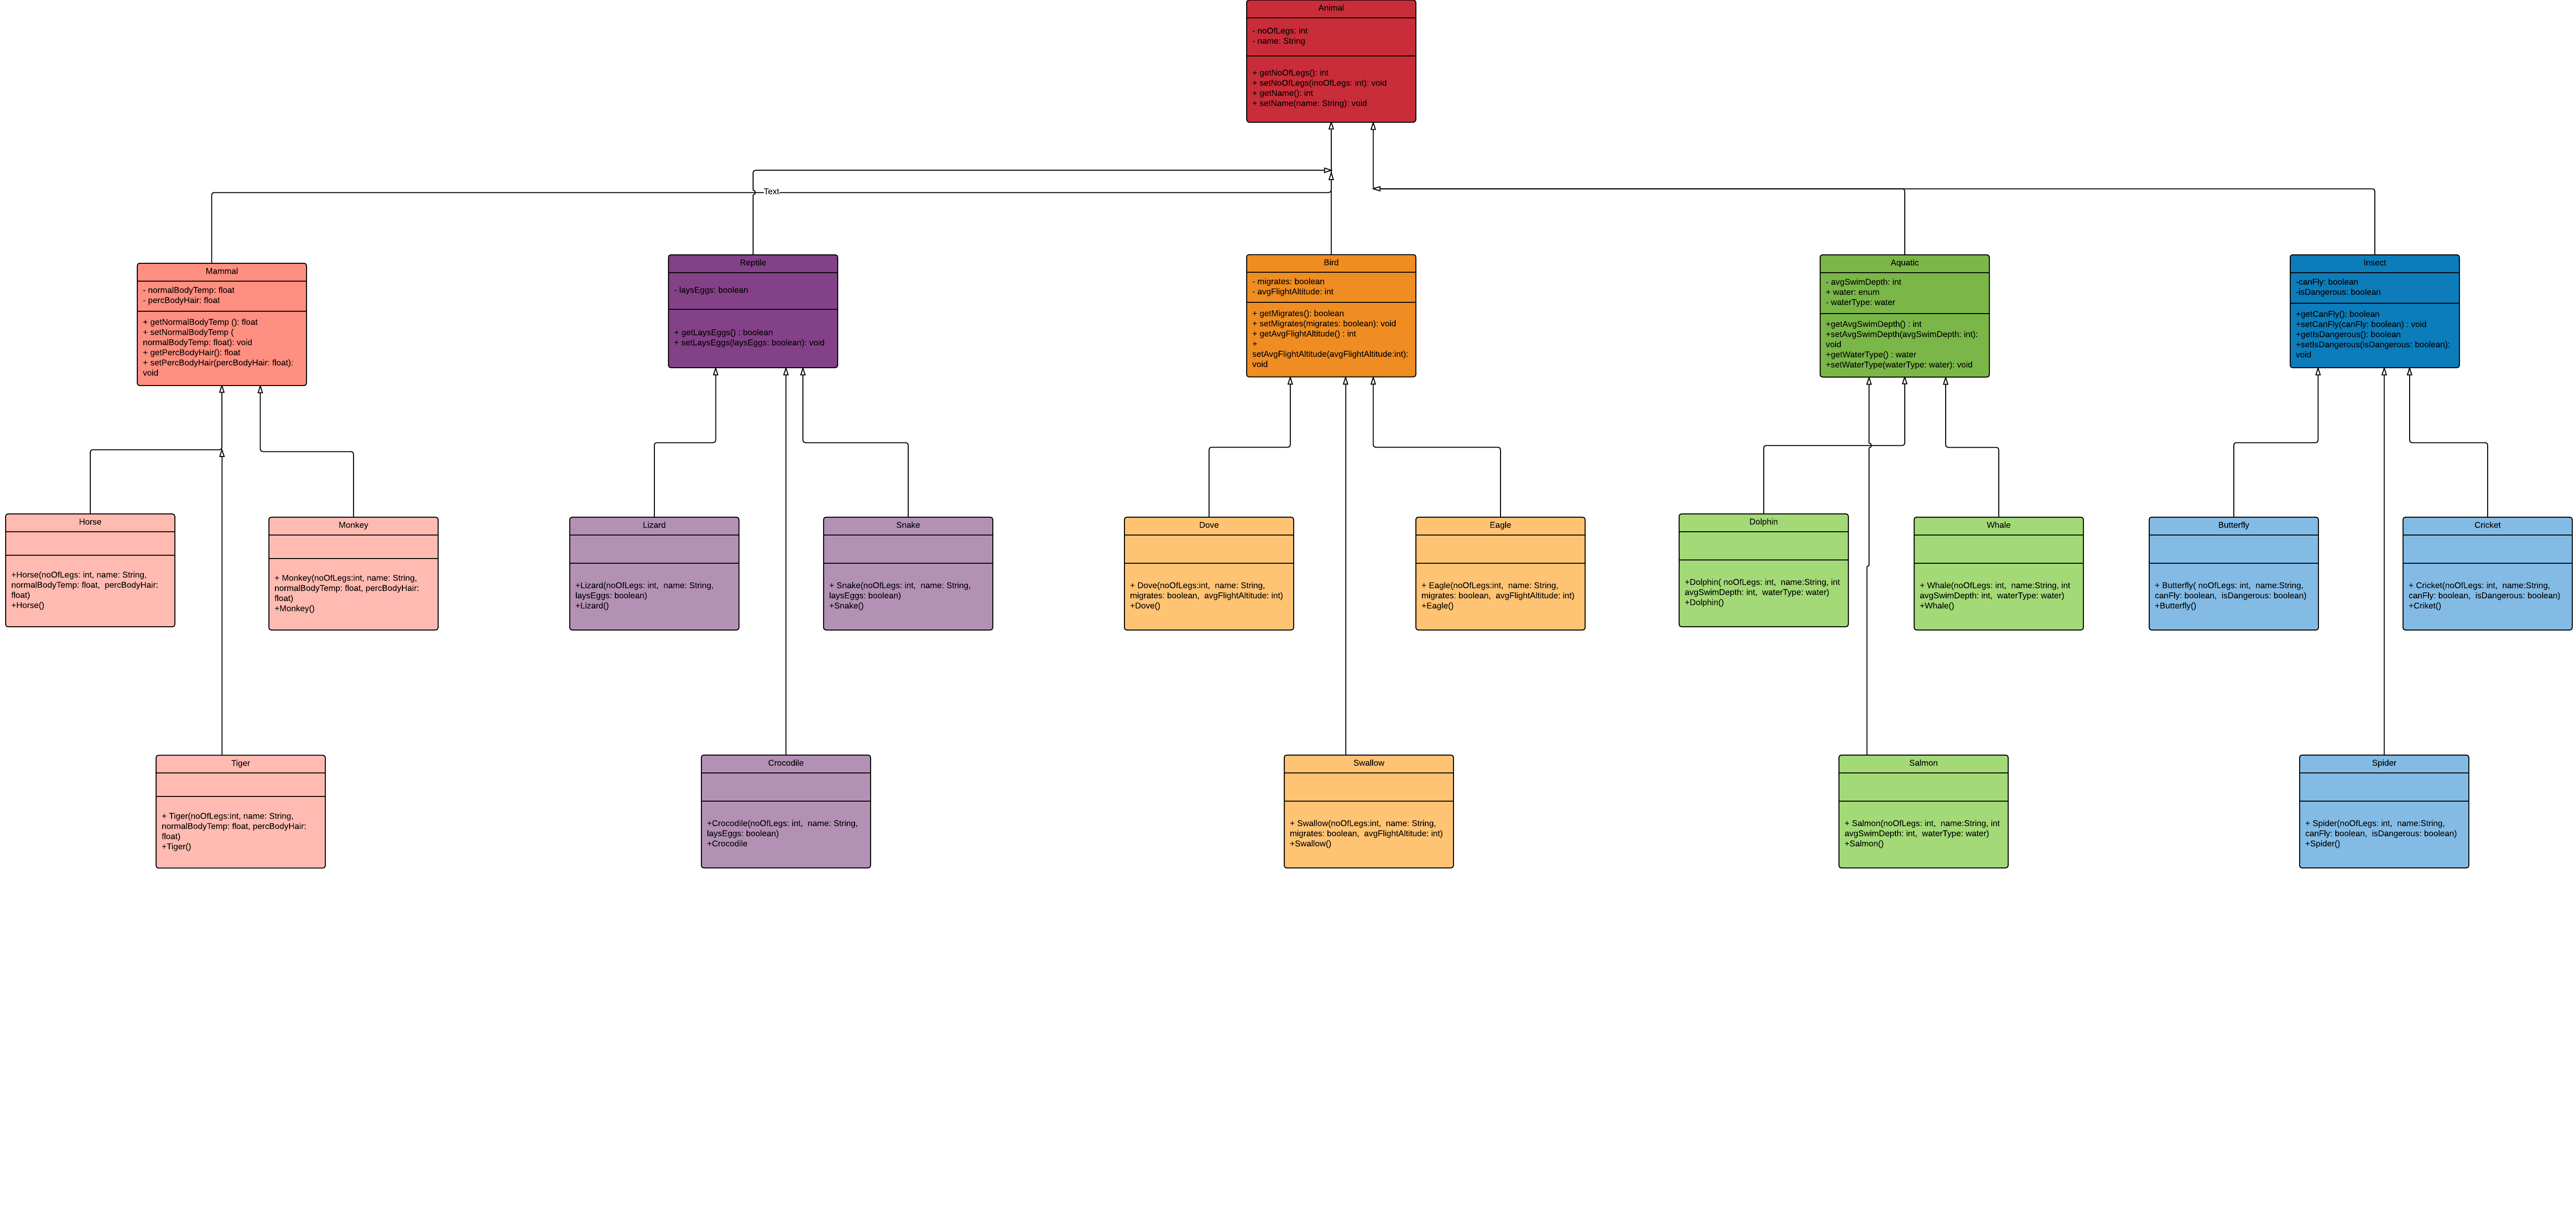 Animal
- noOfLegs: int
- name: String
+ getNoOfLegs(): int
+ setNoOfLegs(inoOfLegs: int): void
+ getName(): int
+ setName(name: String): void
Text
Mammal
- normalBodyTemp: float
- percBodyHair: float
+ getNormalBodyTemp (): float
+ setNormalBodyTemp (
normalBodyTemp: float): void
+ getPercBodyHair(): float
+ setPercBodyHair(percBodyHair: float):
void
Reptile
- laysEggs: boolean
+ getLaysEggs() : boolean
+ setLaysEggs(laysEggs: boolean): void
Bird
- migrates: boolean
- avgFlightAltitude: int
+ getMigrates(): boolean
+ setMigrates(migrates: boolean): void
+ getAvgFlightAltitude() : int
+
setAvgFlightAltitude(avgFlightAltitude:int):
void
Aquatic
- avgSwimDepth: int
+ water: enum
- waterType: water
+getAvgSwimDepth() : int
+setAvgSwimDepth(avgSwimDepth: int):
void
+getWaterType() : water
+setWaterType(waterType: water): void
Insect
-canFly: boolean
-isDangerous: boolean
+getCanFly(): boolean
+setCanFly(canFly: boolean) : void
+getIsDangerous(): boolean
+setIsDangerous(isDangerous: boolean):
void
Horse
+Horse(noOfLegs: int, name: String,
normalBodyTemp: float, percBodyHair:
float)
+Horse()
Monkey
+ Monkey(noOfLegs:int, name: String,
normalBodyTemp: float, percBodyHair:
float)
+Monkey()
Lizard
+Lizard(noOfLegs: int, name: String,
laysEggs: boolean)
+Lizard()
Snake
+ Snake(noOfLegs: int, name: String,
laysEggs: boolean)
+Snake()
Dove
+ Dove(noOfLegs:int, name: String,
migrates: boolean, avgFlightAltitude: int)
+Dove()
Eagle
+ Eagle(noOfLegs:int, name: String,
migrates: boolean, avgFlightAltitude: int)
+Eagle()
Dolphin
+Dolphin( noOfLegs: int, name:String, int
avgSwimDepth: int, waterType: water)
+Dolphin()
Whale
+ Whale(noOfLegs: int, name:String, int
avgSwimDepth: int, waterType: water)
+Whale()
Butterfly
+ Butterfly( noOfLegs: int, name:String,
canFly: boolean, isDangerous: boolean)
+Butterfly()
Cricket
+ Cricket(noOfLegs: int, name:String,
canFly: boolean, isDangerous: boolean)
+Criket()
Tiger
+ Tiger(noOfLegs:int, name: String,
normalBodyTemp: float, percBodyHair:
float)
+Tiger()
Crocodile
+Crocodile(noOfLegs: int, name: String,
laysEggs: boolean)
+Crocodile
Swallow
+ Swallow(noOfLegs:int, name: String,
migrates: boolean, avgFlightAltitude: int)
+Swallow()
Salmon
+ Salmon(noOfLegs: int, name:String, int
avgSwimDepth: int, waterType: water)
+Salmon()
Spider
+ Spider(noOfLegs: int, name:String,
canFly: boolean, isDangerous: boolean)
+Spider()